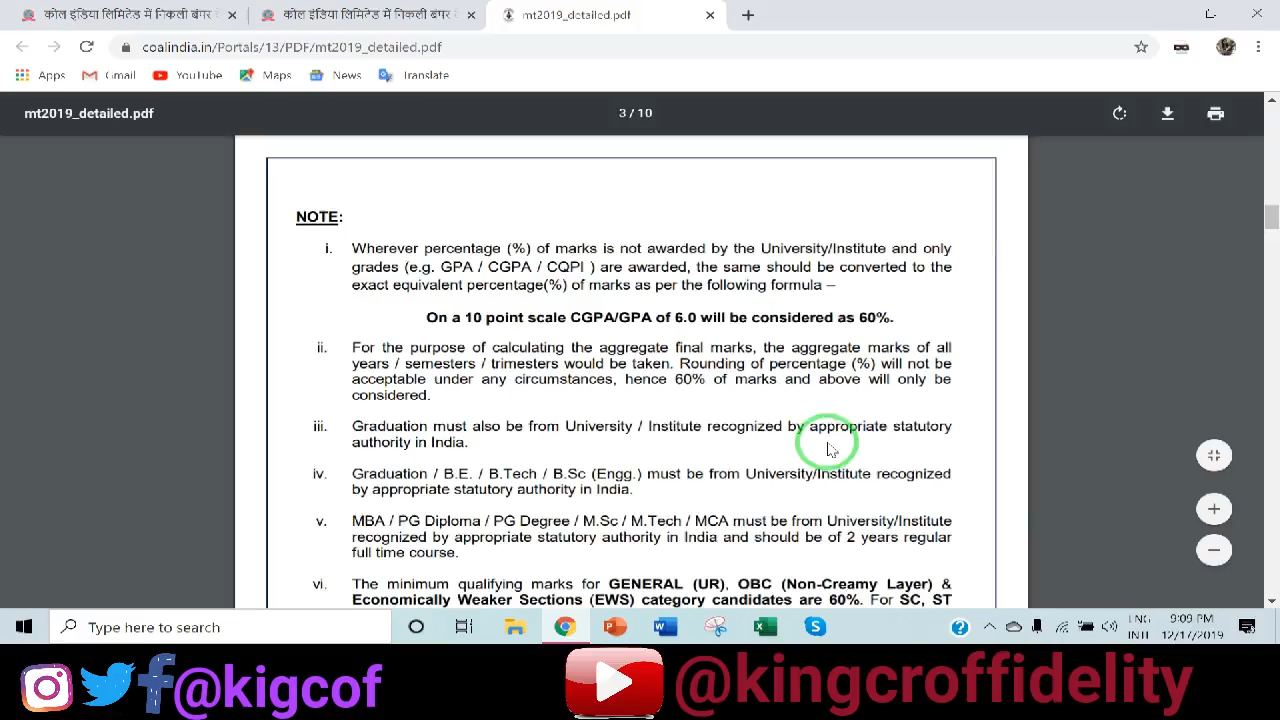 कोल इंडिया लिमिटेड में निकली बंपर
कोल इंडिया लिमिटेड में निकली बंपर
mt2019_detailed.pdf
coalindia.in/Portals/13/PDF/mt2019_detailed.pdf
Apps Gmail YouTube Maps News Translate
mt2019_detailed.pdf 3 / 10
NOTE:
i. Wherever percentage (%) of marks is not awarded by the University/Institute and only
grades (e.g. GPA / CGPA / CQPI ) are awarded, the same should be converted to the
exact equivalent percentage(%) of marks as per the following formula –
On a 10 point scale CGPA/GPA of 6.0 will be considered as 60%.
ii. For the purpose of calculating the aggregate final marks, the aggregate marks of all
years / semesters / trimesters would be taken. Rounding of percentage (%) will not be
acceptable under any circumstances, hence 60% of marks and above will only be
considered.
iii. Graduation must also be from University / Institute recognized by appropriate statutory
authority in India.
iv. Graduation / B.E. / B.Tech / B.Sc (Engg.) must be from University/Institute recognized
by appropriate statutory authority in India.
v. MBA / PG Diploma / PG Degree / M.Sc / M.Tech / MCA must be from University/Institute
recognized by appropriate statutory authority in India and should be of 2 years regular
full time course.
vi. The minimum qualifying marks for GENERAL (UR), OBC (Non-Creamy Layer) &
Economically Weaker Sections (EWS) category candidates are 60%. For SC, ST
Type here to search
ENG
INTL
9:09 PM
12/17/2019
@kigcof
@kingcroffidelity